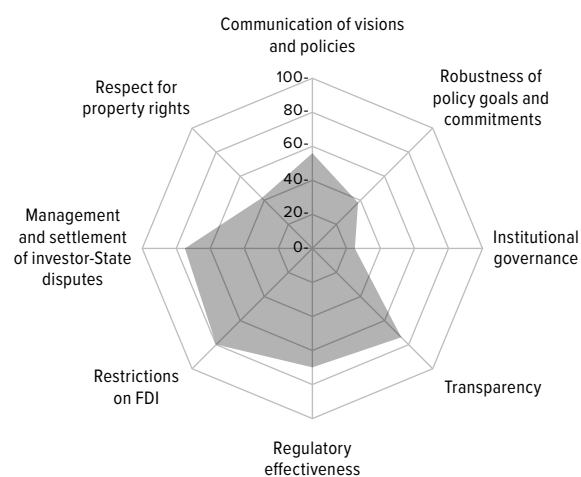 Communication of visions
and policies
Robustness of
policy goals and
commitments
Institutional
governance
Transparency
Regulatory
effectiveness
Restrictions
on FDI
Management
and settlement
of investor-State
disputes
Respect for
property rights
100-
80-
60-
40-
20-
0-